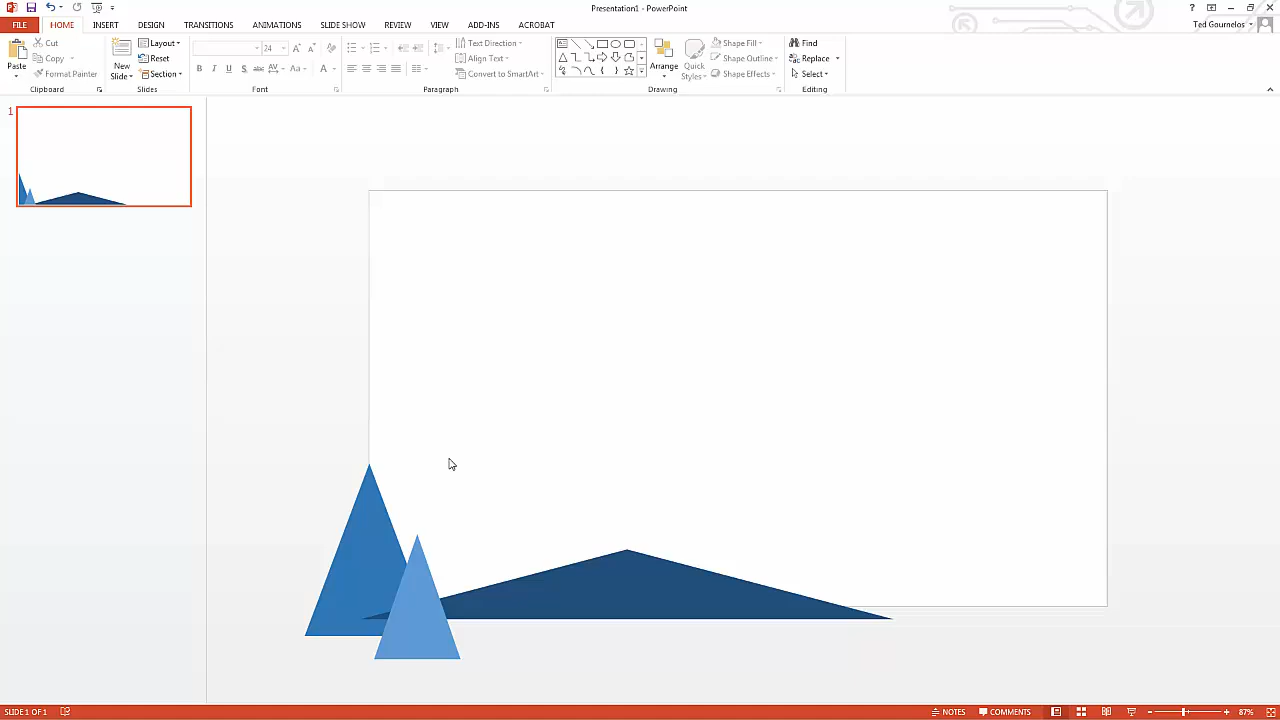 Presentation1 - PowerPoint
FILE HOME INSERT DESIGN TRANSITIONS ANIMATIONS SLIDE SHOW REVIEW VIEW ADD-INS ACROBAT Ted Gournelos
Paste
Cut
Copy
Format Painter
Clipboard
New
Slide
Layout
Reset
Section
Slides
24
B I U S abc AV Aa A
Font
Text Direction
Align Text
Convert to SmartArt
Paragraph
Arrange
Quick
Styles
Shape Fill
Shape Outline
Shape Effects
Drawing
Find
Replace
Select
Editing
1
SLIDE 1 OF 1 NOTES COMMENTS 87%